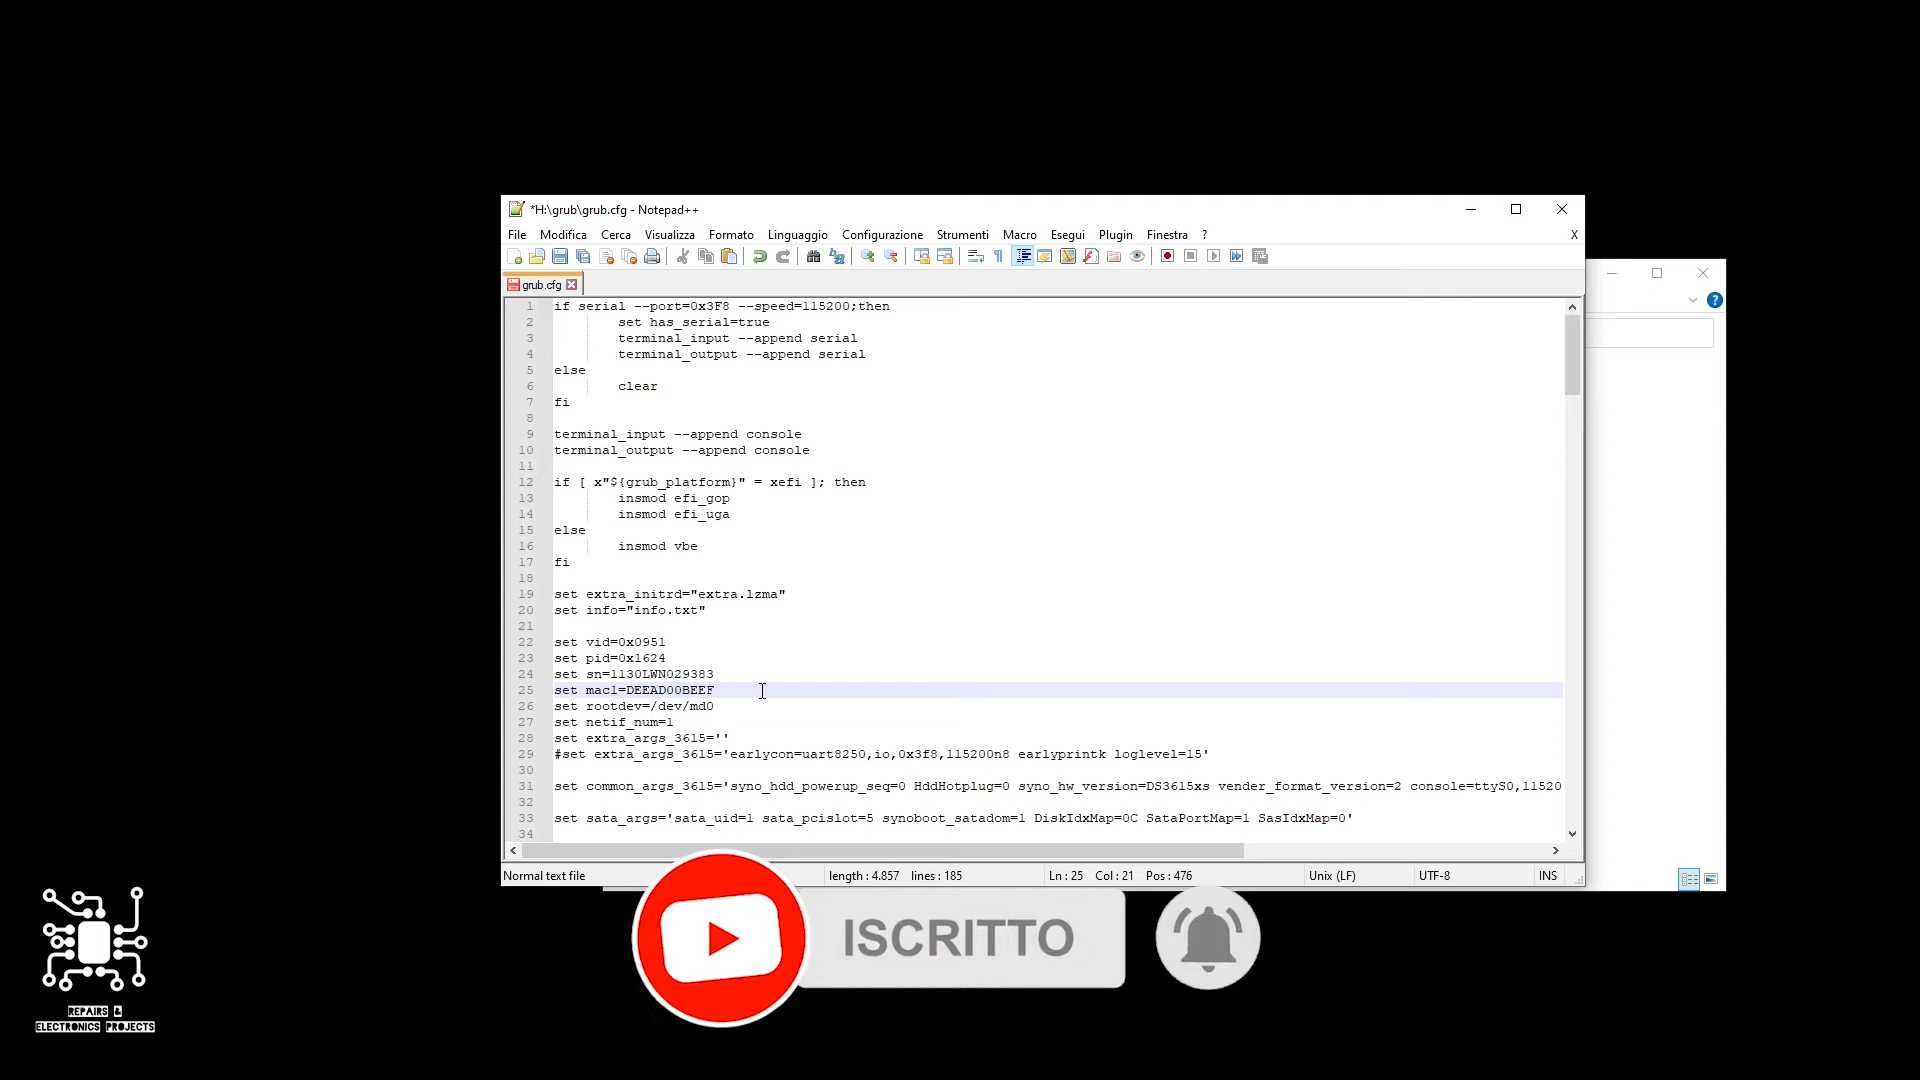 *H:\grub\grub.cfg - Notepad++
File Modifica Cerca Visualizza Formato Linguaggio Configurazione Strumenti Macro Esegui Plugin Finestra ? X
grub.cfg
1 if serial --port=0x3F8 --speed=115200;then
2 set has_serial=true
3 terminal_input --append serial
4 terminal_output --append serial
5 else
6 clear
7 fi
8
9 terminal_input --append console
10 terminal_output --append console
11
12 if [ x"${grub_platform}" = xefi ]; then
13 insmod efi_gop
14 insmod efi_uga
15 else
16 insmod vbe
17 fi
18
19 set extra_initrd="extra.lzma"
20 set info="info.txt"
21
22 set vid=0x0951
23 set pid=0x1624
24 set sn=1130LWN029383
25 set mac1=DEEAD00BEEF
26 set rootdev=/dev/md0
27 set netif_num=1
28 set extra_args_3615=''
29 #set extra_args_3615='earlycon=uart8250,io,0x3f8,115200n8 earlyprintk loglevel=15'
30
31 set common_args_3615='syno_hdd_powerup_seq=0 HddHotplug=0 syno_hw_version=DS3615xs vender_format_version=2 console=ttyS0,11520
32
33 set sata_args='sata_uid=1 sata_pcislot=5 synoboot_satadom=1 DiskIdxMap=0C SataPortMap=1 SasIdxMap=0'
34
Normal text file length : 4.857 lines : 185 Ln : 25 Col : 21 Pos : 476 Unix (LF) UTF-8 INS
ISCRITTO
REPAIRS &
ELECTRONICS PROJECTS